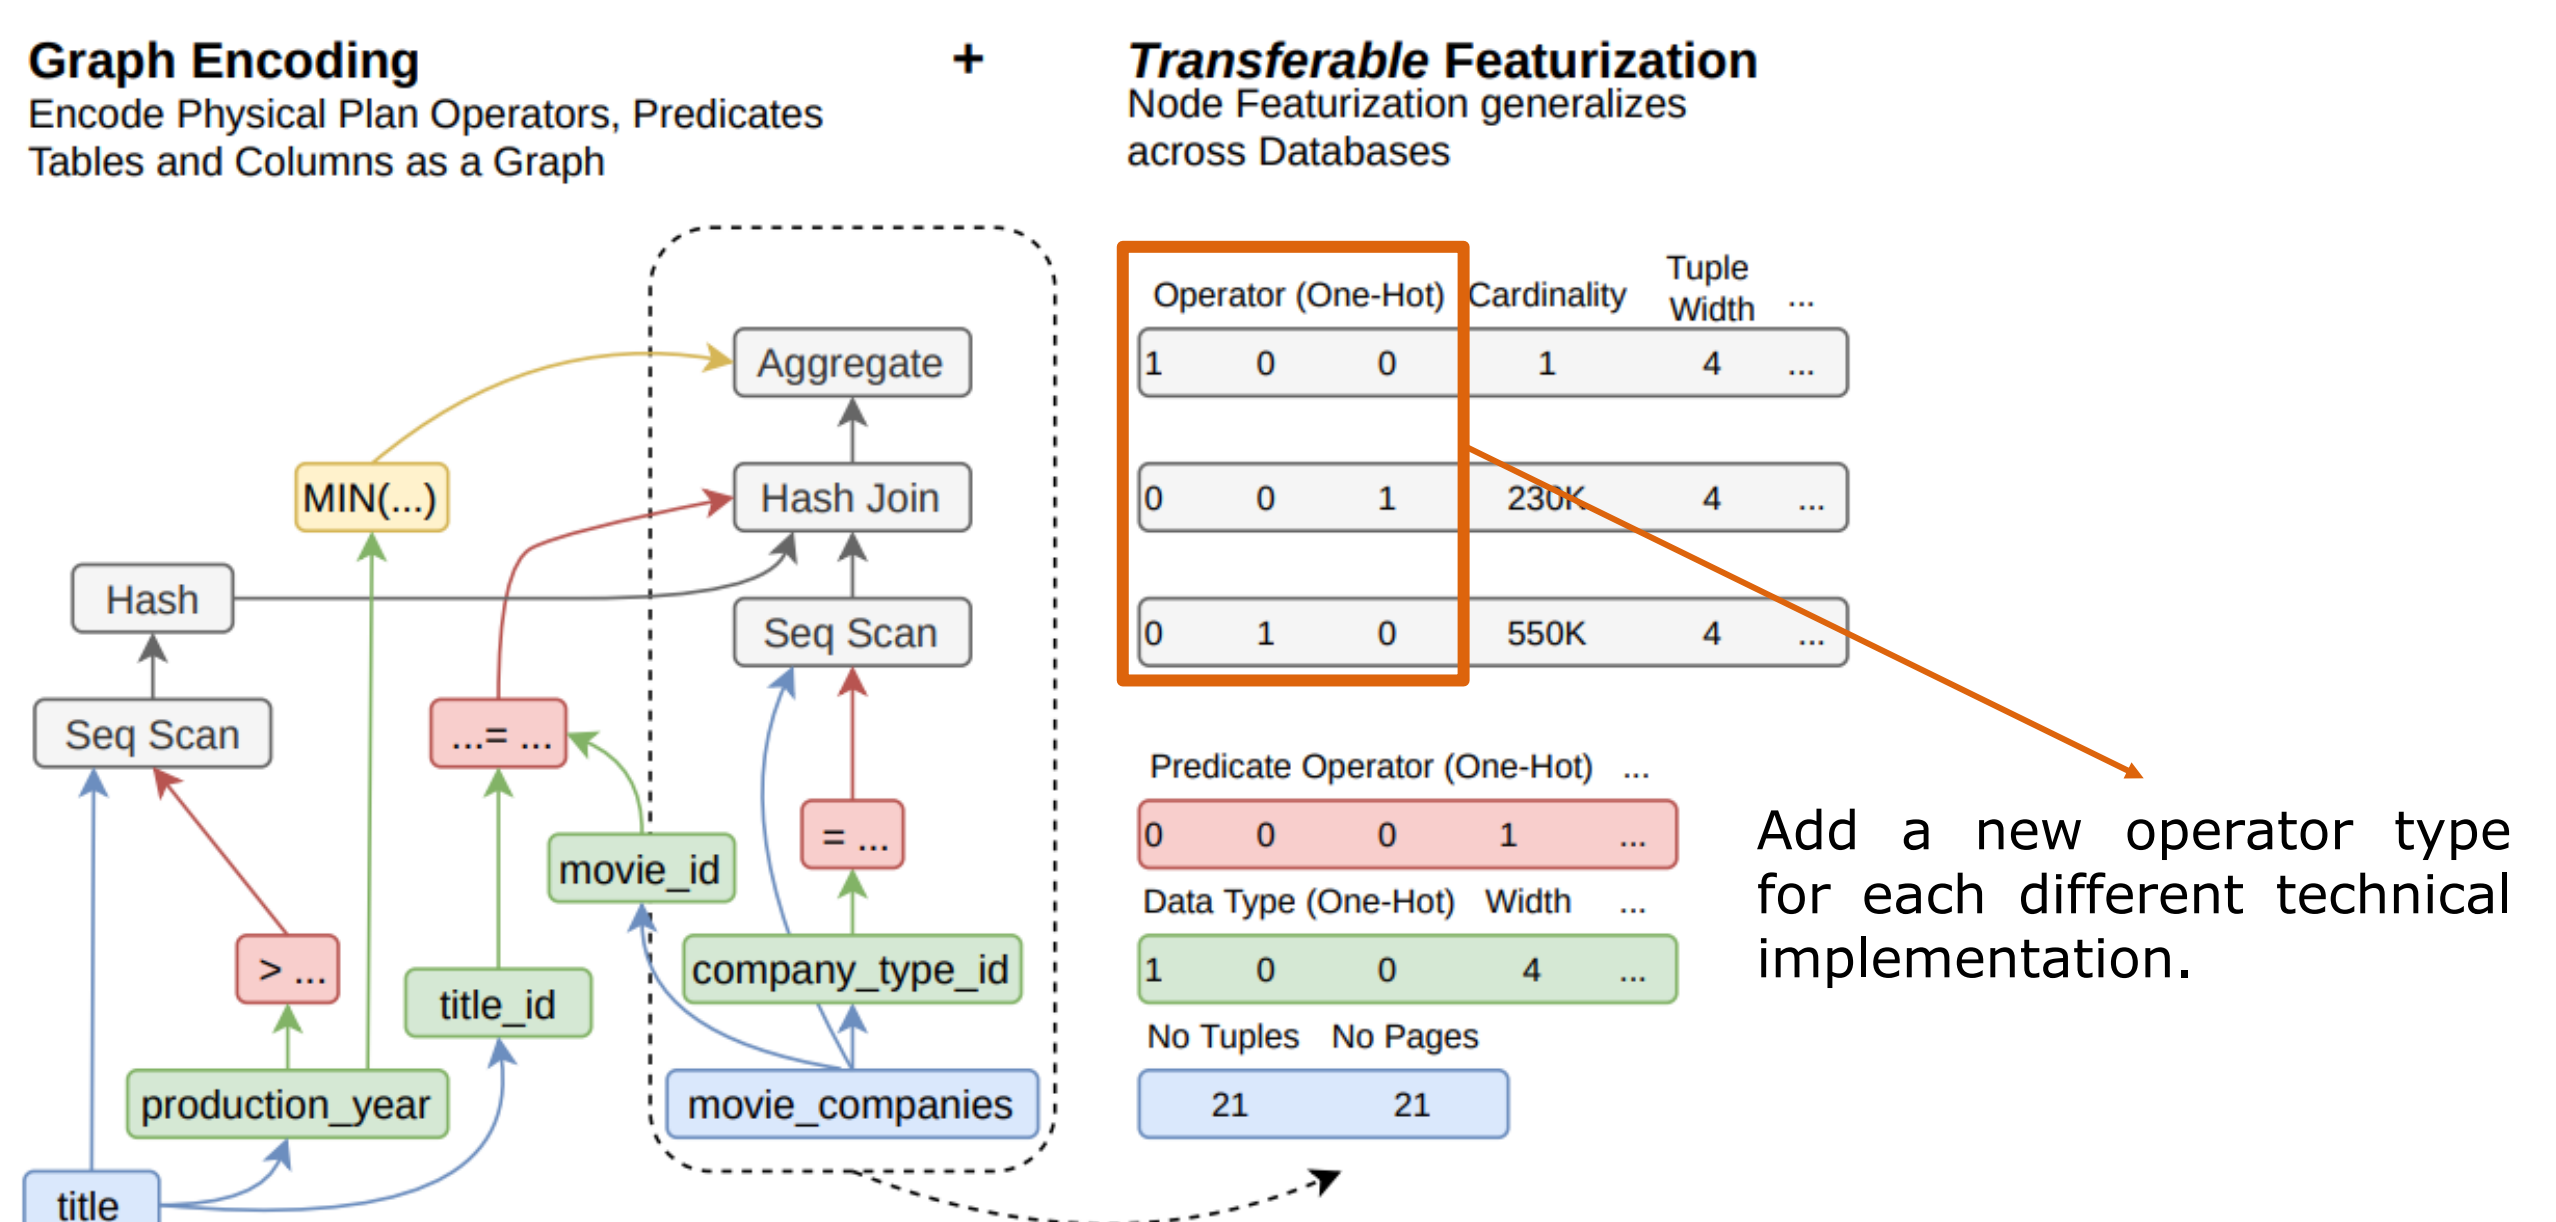 Graph Encoding
Encode Physical Plan Operators, Predicates
Tables and Columns as a Graph
+
Transferable Featurization
Node Featurization generalizes
across Databases
Aggregate
MIN(...)
Hash Join
Hash
Seq Scan
Seq Scan
...= ...
= ...
movie_id
> ...
title_id
company_type_id
production_year
movie_companies
title
Operator (One-Hot) Cardinality Tuple Width ...
1 0 0 1 4 ...
0 0 1 230K 4 ...
0 1 0 550K 4 ...
Predicate Operator (One-Hot) ...
0 0 0 1 ...
Data Type (One-Hot) Width ...
1 0 0 4 ...
No Tuples No Pages
21 21
Add a new operator type
for each different technical
implementation.